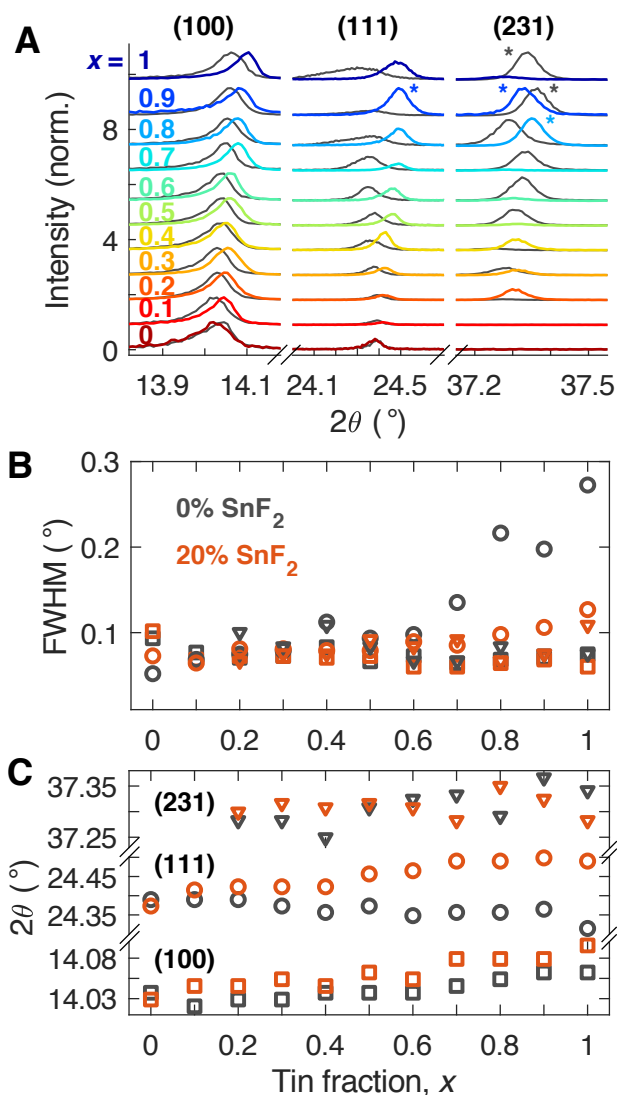 A
(100) (111) (231)
x = 1
0.9
0.8
0.7
0.6
0.5
0.4
0.3
0.2
0.1
0
* * * * *
Intensity (norm.)
8
4
0
13.9 14.1 24.1 24.5 37.2 37.5
2θ (°)
B
0% SnF2
20% SnF2
FWHM (°)
0.3
0.2
0.1
0 0.2 0.4 0.6 0.8 1
C
(231)
(111)
(100)
2θ (°)
37.35
37.25
24.45
24.35
14.08
14.03
0 0.2 0.4 0.6 0.8 1
Tin fraction, x